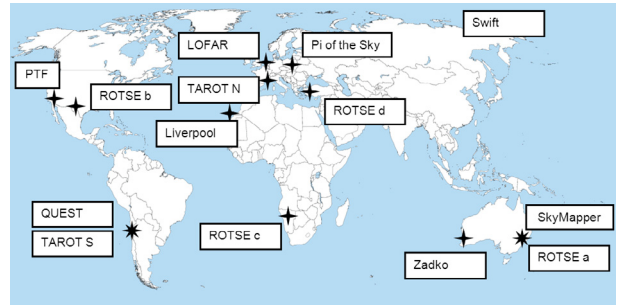 Swift
LOFAR
Pi of the Sky
PTF
ROTSE b
TAROT N
ROTSE d
Liverpool
QUEST
TAROT S
ROTSE c
SkyMapper
Zadko
ROTSE a